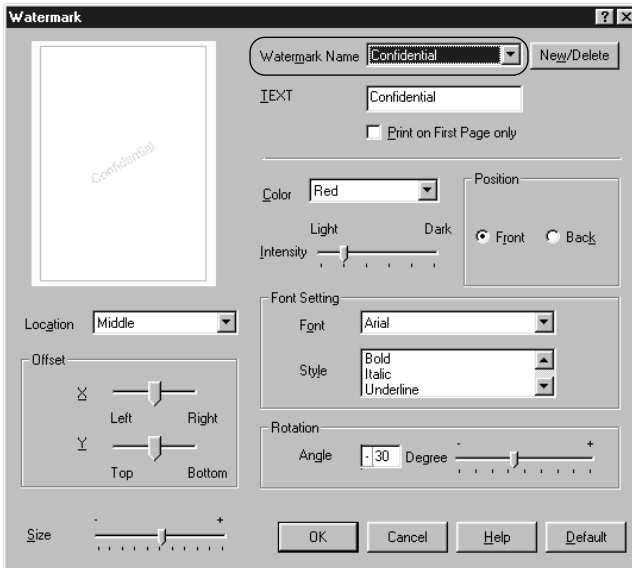 Watermark
Watermark Name Confidential New/Delete
TEXT Confidential
Print on First Page only
Confidential
Color Red
Position
Light Dark
Intensity
Front Back
Location Middle
Font Setting
Font Arial
Style Bold
Italic
Underline
Offset
X
Left Right
Y
Top Bottom
Rotation
- +
Angle -30 Degree
Size - +
OK Cancel Help Default